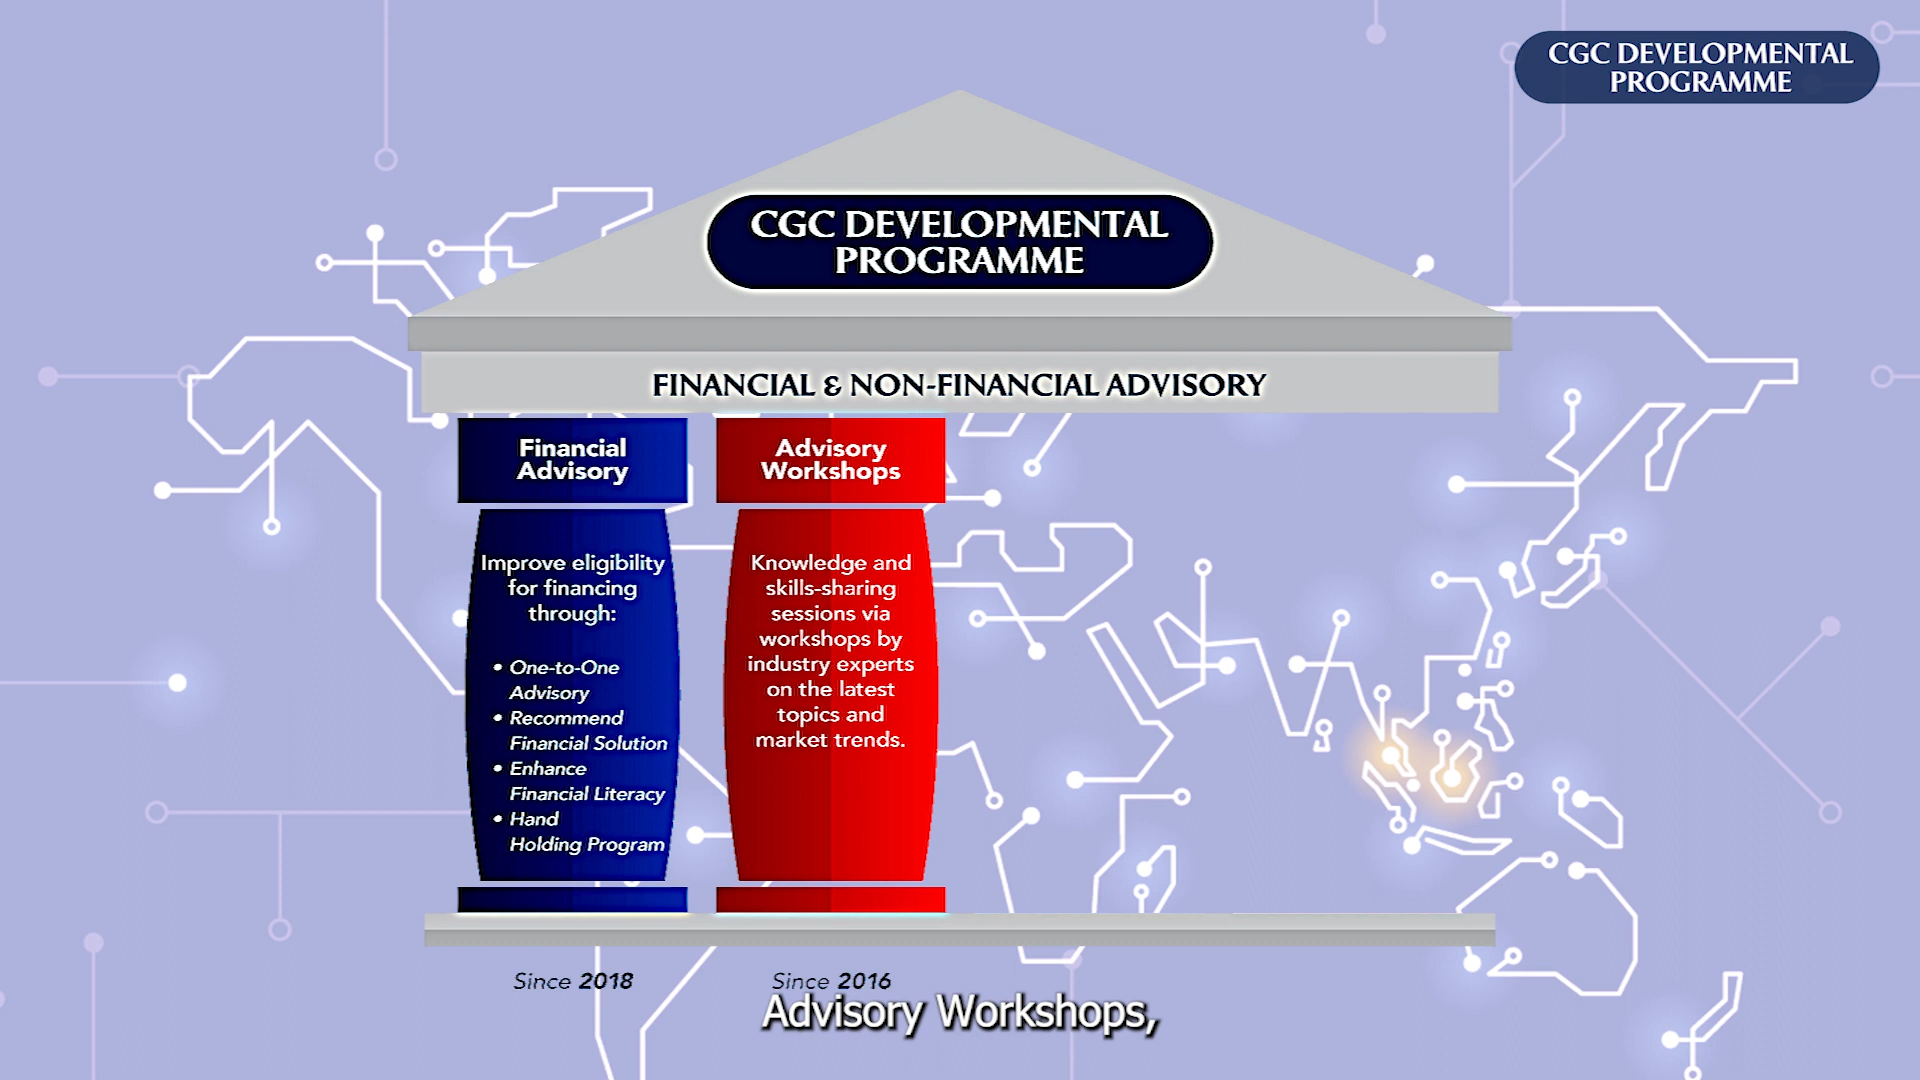 CGC DEVELOPMENTAL
PROGRAMME
CGC DEVELOPMENTAL
PROGRAMME
FINANCIAL & NON-FINANCIAL ADVISORY
Financial
Advisory
Improve eligibility
for financing
through:
• One-to-One
Advisory
• Recommend
Financial Solution
• Enhance
Financial Literacy
• Hand
Holding Program
Since 2018
Advisory
Workshops
Knowledge and
skills-sharing
sessions via
workshops by
industry experts
on the latest
topics and
market trends.
Since 2016
Advisory Workshops,